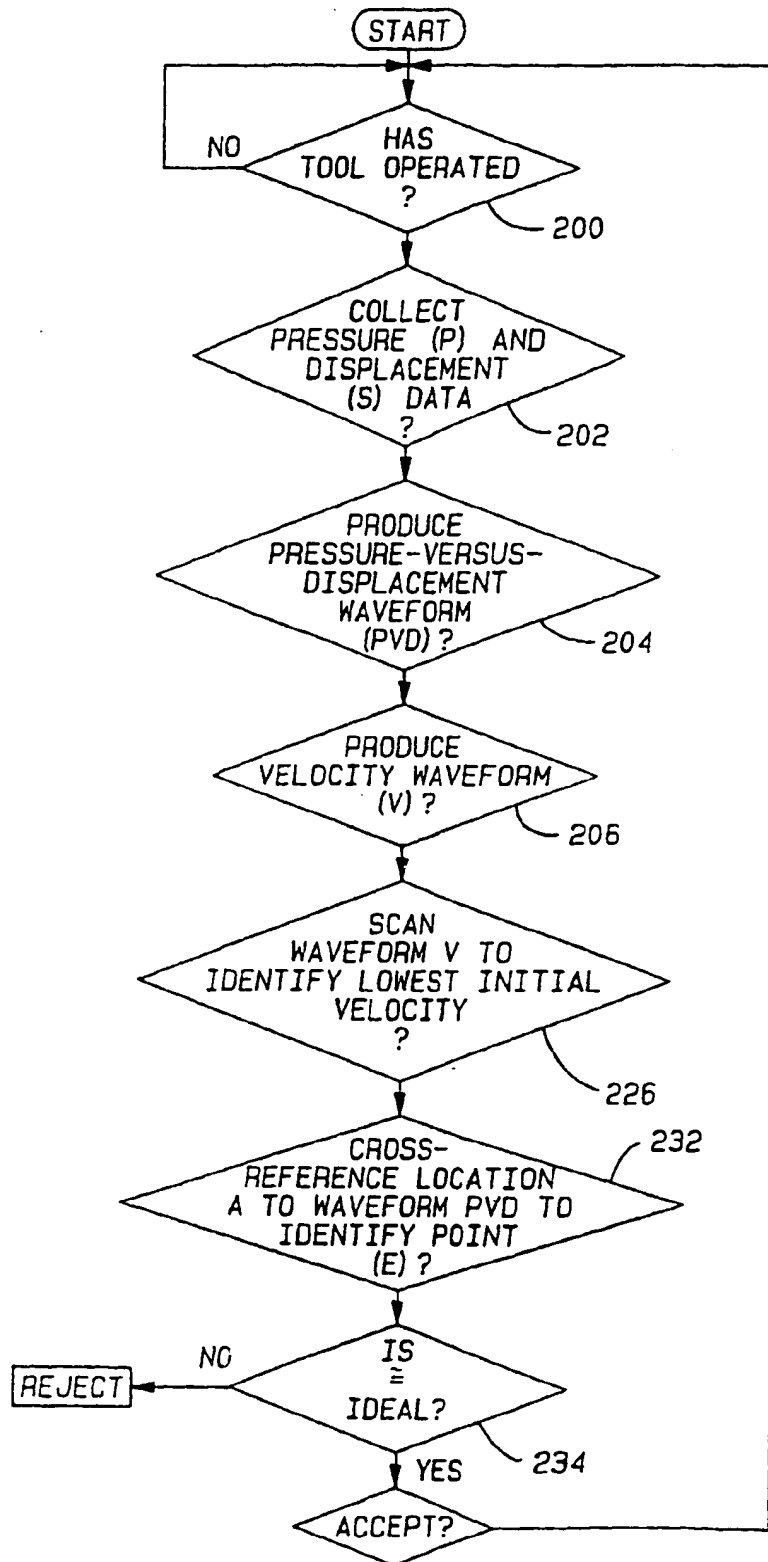 START
NO
HAS
TOOL OPERATED
?
200
COLLECT
PRESSURE (P) AND
DISPLACEMENT
(S) DATA
?
202
PRODUCE
PRESSURE-VERSUS-
DISPLACEMENT
WAVEFORM
(PVD)?
204
PRODUCE
VELOCITY WAVEFORM
(V)?
206
SCAN
WAVEFORM V TO
IDENTIFY LOWEST INITIAL
VELOCITY
?
226
232
CROSS-
REFERENCE LOCATION
A TO WAVEFORM PVD TO
IDENTIFY POINT
(E)?
NO
REJECT
IS
≅
IDEAL?
234
YES
ACCEPT?